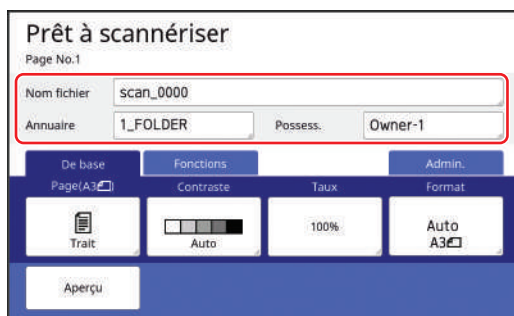 Prêt à scannériser
Page No.1
Nom fichier scan_0000
Annuaire 1_FOLDER Possess. Owner-1
De base Fonctions Admin.
Page(A3) Contraste Taux Format
Trait Auto 100% Auto A3
Aperçu